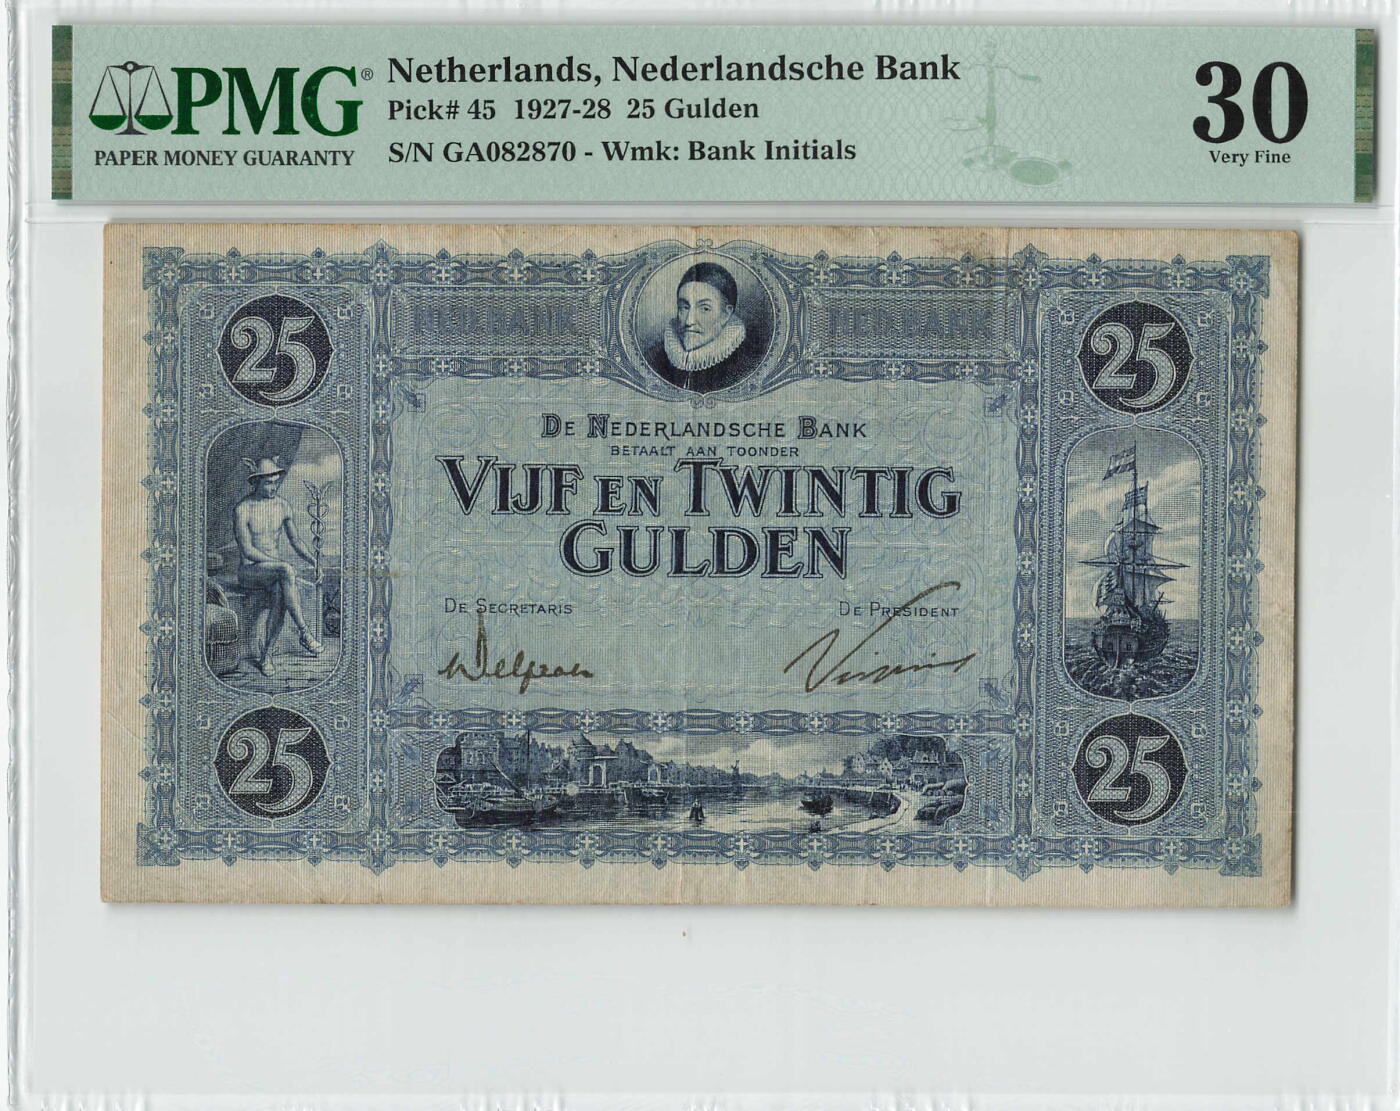 PMG®
PAPER MONEY GUARANTY
Netherlands, Nederlandsche Bank
Pick# 45 1927-28 25 Gulden
S/N GA082870 - Wmk: Bank Initials
30
Very Fine
25
25
DE NEDERLANDSCHE BANK
BETAALT AAN TOONDER
VIJF EN TWINTIG
GULDEN
DE SECRETARIS
DE PRESIDENT
25
25